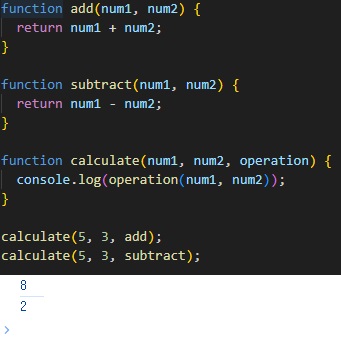 function add(num1, num2) {
  return num1 + num2;
}

function subtract(num1, num2) {
  return num1 - num2;
}

function calculate(num1, num2, operation) {
  console.log(operation(num1, num2));
}

calculate(5, 3, add);
calculate(5, 3, subtract);
8
2
>